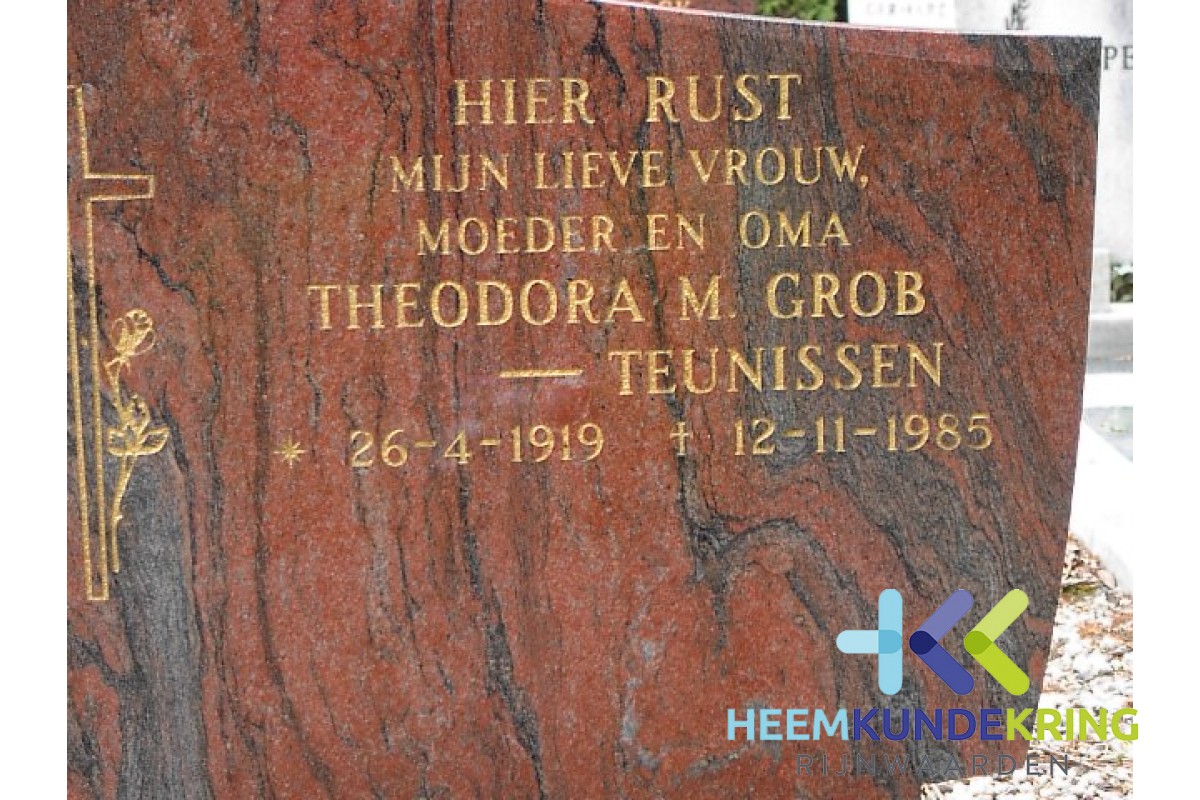 HIER RUST
MIJN LIEVE VROUW,
MOEDER EN OMA
THEODORA M. GROB
— TEUNISSEN
* 26-4-1919 † 12-11-1985
PE
HEEMKUNDEKRING
RIJNWAARDEN